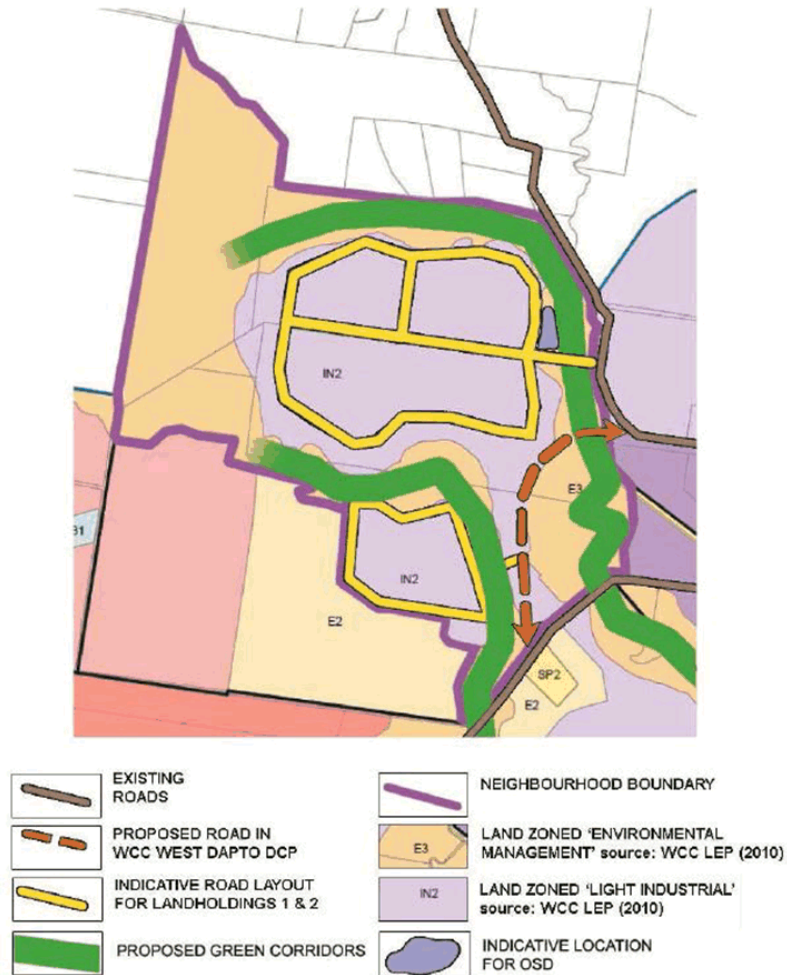 IN2
E3
31
IN2
E2
SP2
E2
EXISTING
ROADS
PROPOSED ROAD IN
WCC WEST DAPTO DCP
INDICATIVE ROAD LAYOUT
FOR LANDHOLDINGS 1 & 2
PROPOSED GREEN CORRIDORS
NEIGHBOURHOOD BOUNDARY
E3
LAND ZONED 'ENVIRONMENTAL
MANAGEMENT' source: WCC LEP (2010)
IN2
LAND ZONED 'LIGHT INDUSTRIAL'
source: WCC LEP (2010)
INDICATIVE LOCATION
FOR OSD